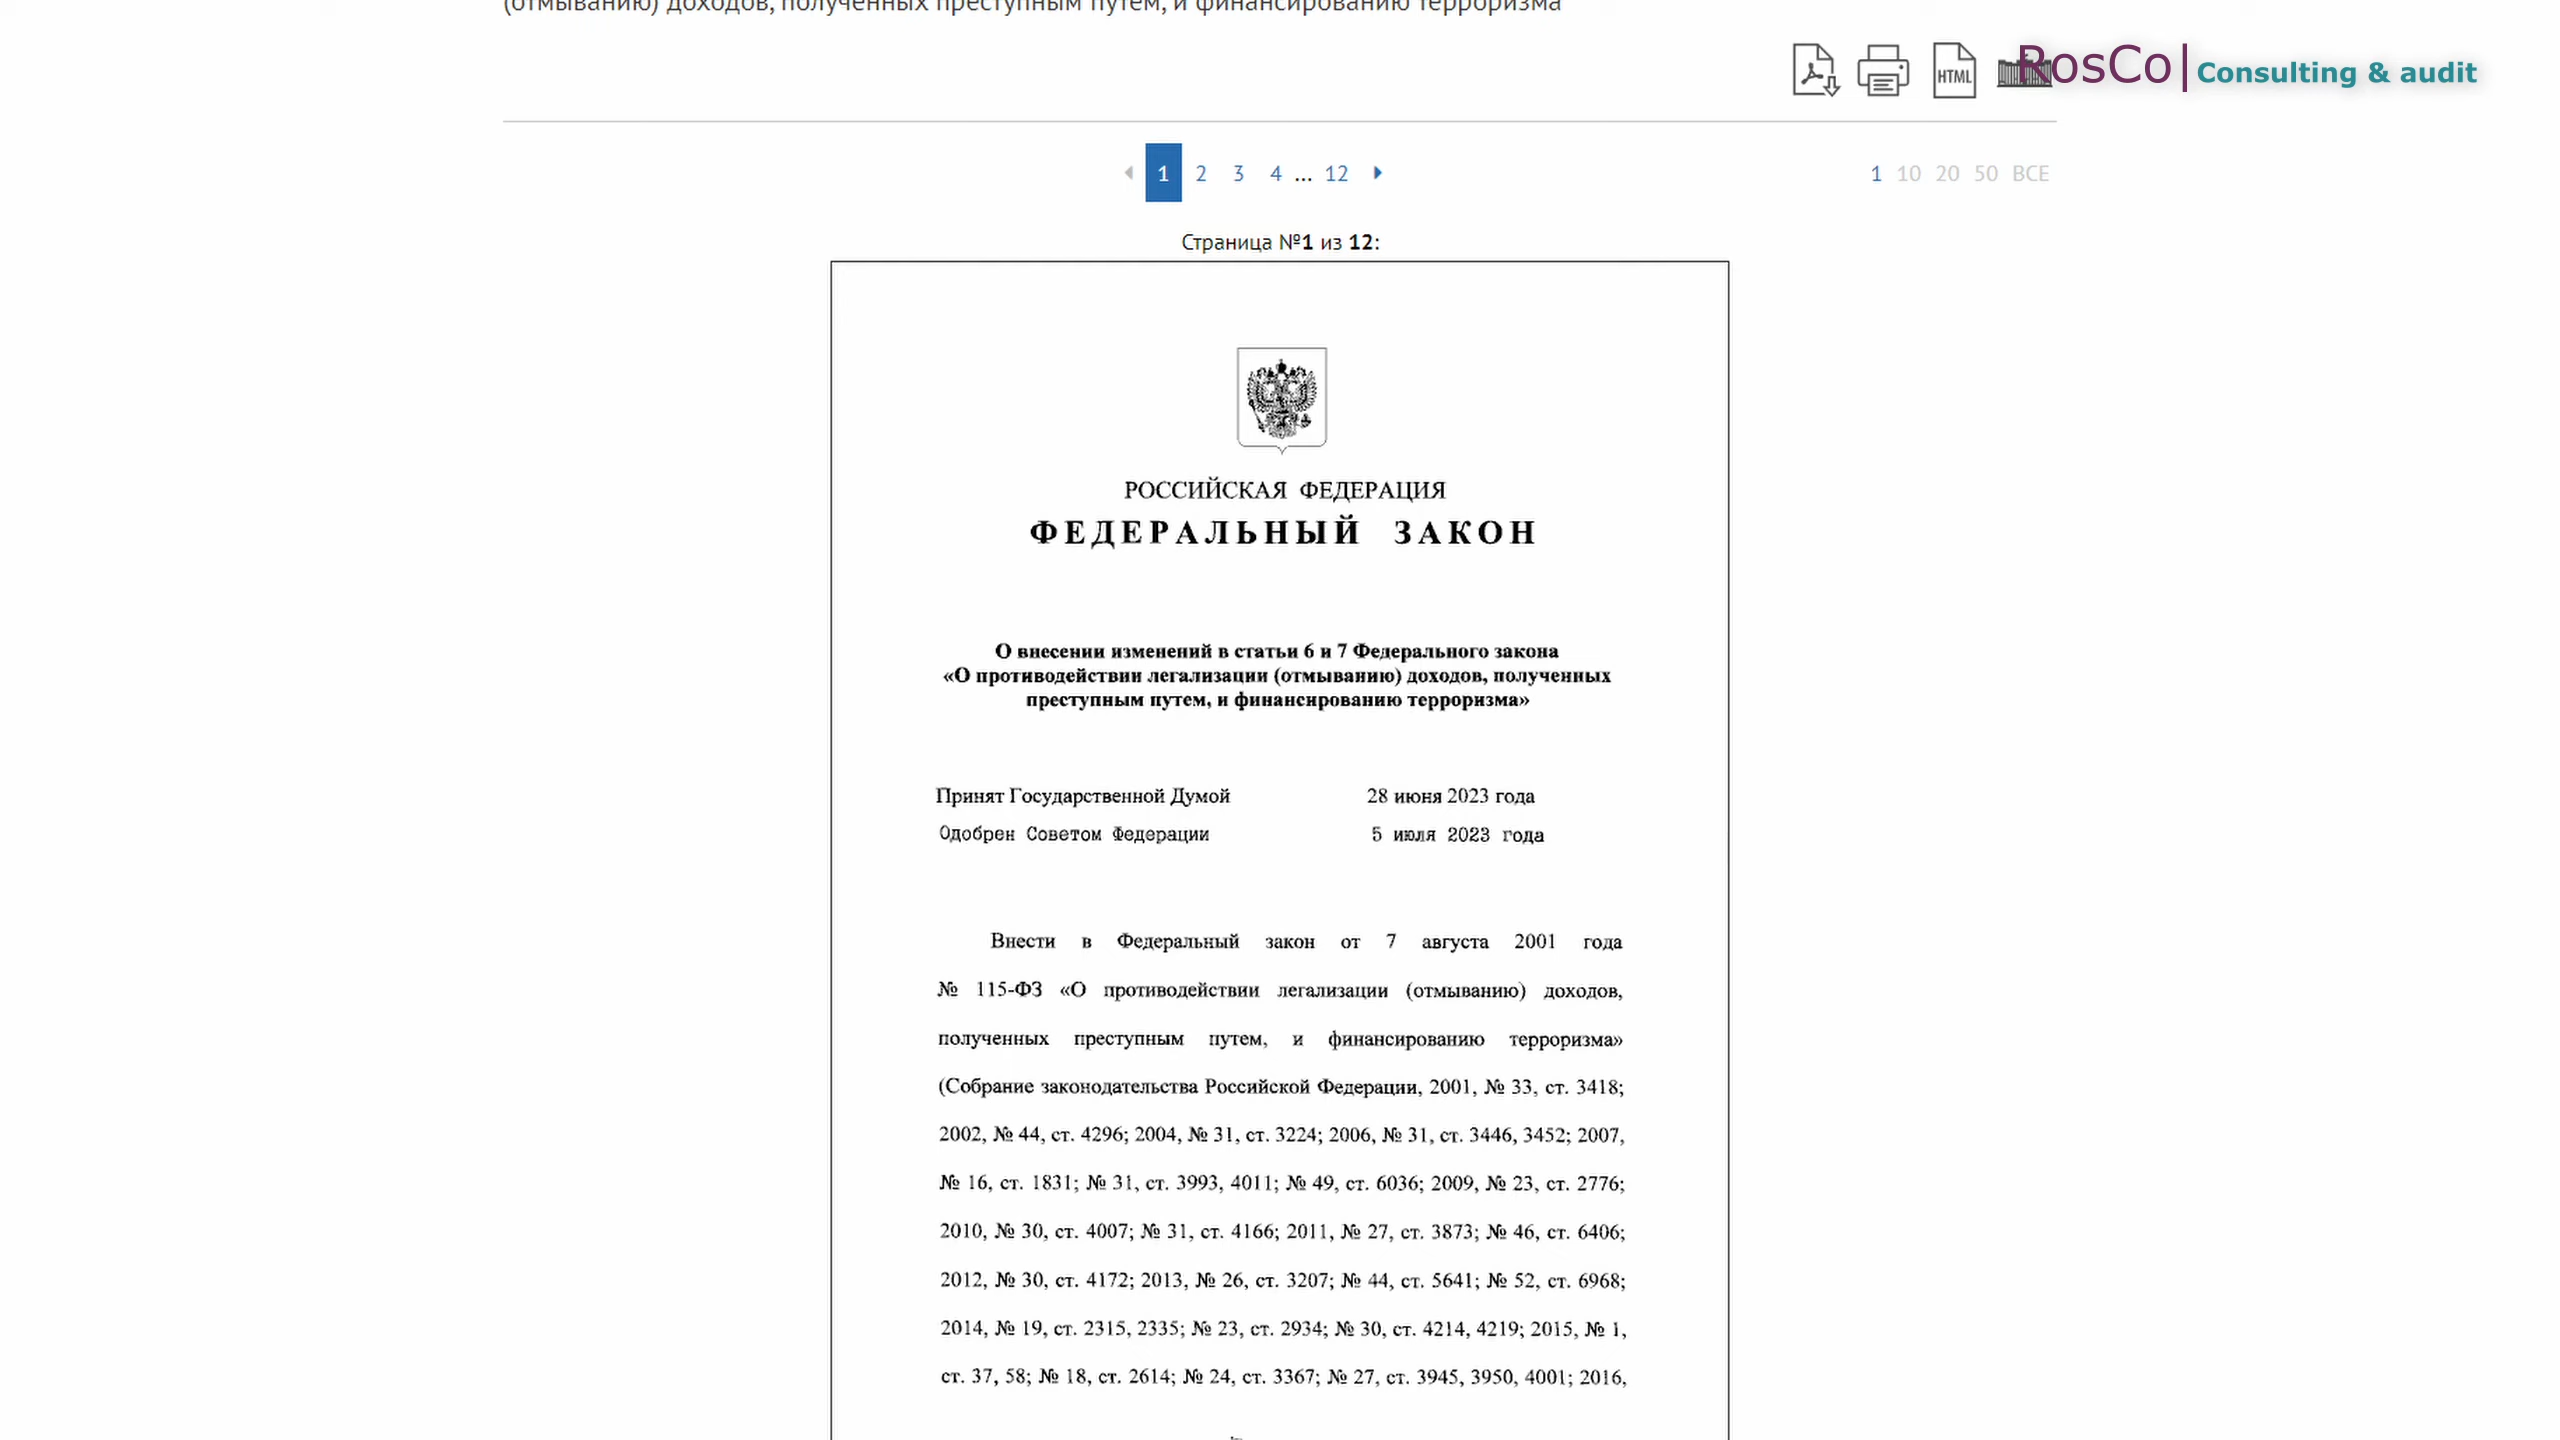 (отмыванию) доходов, полученных преступным путем, и финансированию терроризма
HTML
RosCo| Consulting & audit
1 2 3 4 ... 12
1 10 20 50 ВСЕ
Страница №1 из 12:
РОССИЙСКАЯ ФЕДЕРАЦИЯ
ФЕДЕРАЛЬНЫЙ ЗАКОН
О внесении изменений в статьи 6 и 7 Федерального закона
«О противодействии легализации (отмыванию) доходов, полученных
преступным путем, и финансированию терроризма»
Принят Государственной Думой 28 июня 2023 года
Одобрен Советом Федерации 5 июля 2023 года
Внести в Федеральный закон от 7 августа 2001 года
№ 115-ФЗ «О противодействии легализации (отмыванию) доходов,
полученных преступным путем, и финансированию терроризма»
(Собрание законодательства Российской Федерации, 2001, № 33, ст. 3418;
2002, № 44, ст. 4296; 2004, № 31, ст. 3224; 2006, № 31, ст. 3446, 3452; 2007,
№ 16, ст. 1831; № 31, ст. 3993, 4011; № 49, ст. 6036; 2009, № 23, ст. 2776;
2010, № 30, ст. 4007; № 31, ст. 4166; 2011, № 27, ст. 3873; № 46, ст. 6406;
2012, № 30, ст. 4172; 2013, № 26, ст. 3207; № 44, ст. 5641; № 52, ст. 6968;
2014, № 19, ст. 2315, 2335; № 23, ст. 2934; № 30, ст. 4214, 4219; 2015, № 1,
ст. 37, 58; № 18, ст. 2614; № 24, ст. 3367; № 27, ст. 3945, 3950, 4001; 2016,